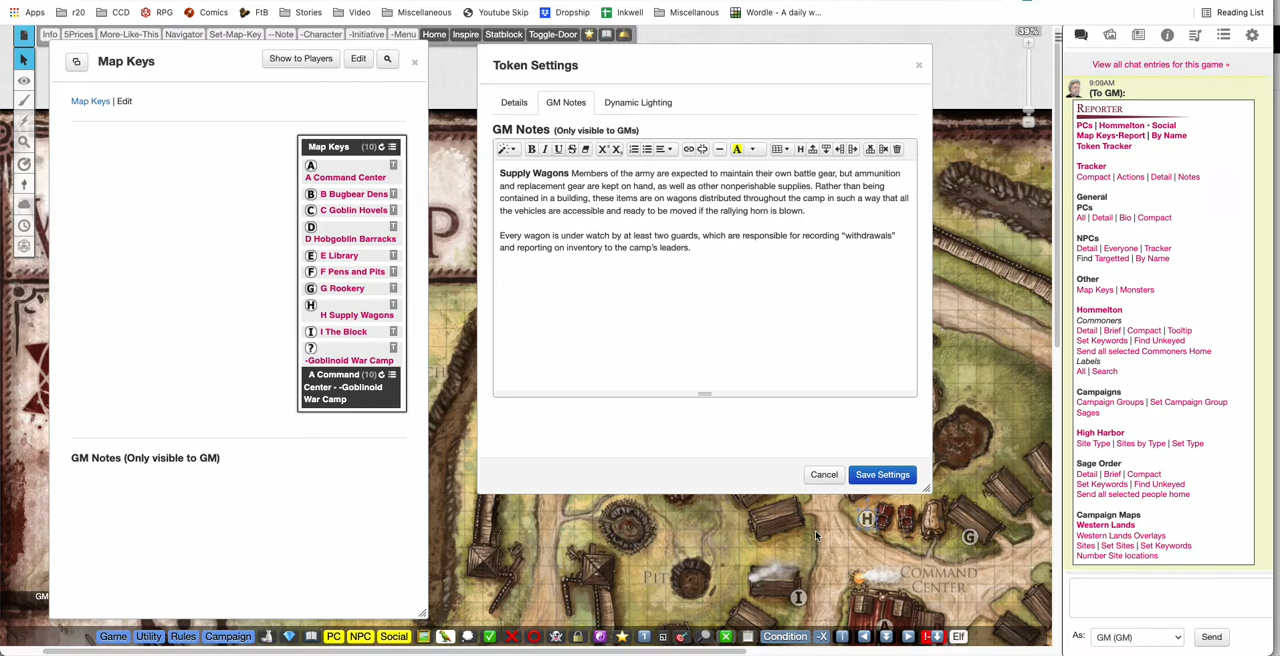 Apps r20 CCD RPG Comics FtB Stories Video Miscellaneous Youtube Skip Dropship Inkwell Miscellanous Wordle - A daily w... Reading List
Info 5Prices More-Like-This Navigator Set-Map-Key --Note -Character -Initiative -Menu Home Inspire Statblock Toggle-Door
39%
Map Keys
Show to Players Edit
Map Keys | Edit
Map Keys (10)
A T
A Command Center
B B Bugbear Dens T
C C Goblin Hovels T
D T
D Hobgoblin Barracks
E E Library T
F F Pens and Pits T
G G Rookery T
H T
H Supply Wagons
I I The Block T
? T
-Goblinoid War Camp
A Command (10)
Center - -Goblinoid
War Camp
GM Notes (Only visible to GM)
Token Settings
Details GM Notes Dynamic Lighting
GM Notes (Only visible to GMs)
Supply Wagons Members of the army are expected to maintain their own battle gear, but ammunition
and replacement gear are kept on hand, as well as other nonperishable supplies. Rather than being
contained in a building, these items are on wagons distributed throughout the camp in such a way that all
the vehicles are accessible and ready to be moved if the rallying horn is blown.
Every wagon is under watch by at least two guards, which are responsible for recording “withdrawals”
and reporting on inventory to the camp’s leaders.
Cancel Save Settings
H
G
PIT
I
COMMAND
CENTER
A
GM
Game Utility Rules Campaign PC NPC Social Condition -X Elf
View all chat entries for this game »
9:09AM
(To GM):
REPORTER
PCs | Hommelton · Social
Map Keys·Report | By Name
Token Tracker
Tracker
Compact | Actions | Detail | Notes
General
PCs
All | Detail | Bio | Compact
NPCs
Detail | Everyone | Tracker
Find Targetted | By Name
Other
Map Keys | Monsters
Hommelton
Commoners
Detail | Brief | Compact | Tooltip
Set Keywords | Find Unkeyed
Send all selected Commoners Home
Labels
All | Search
Campaigns
Campaign Groups | Set Campaign Group
Sages
High Harbor
Site Type | Sites by Type | Set Type
Sage Order
Detail | Brief | Compact
Set Keywords | Find Unkeyed
Send all selected people home
Campaign Maps
Western Lands
Western Lands Overlays
Sites | Set Sites | Set Keywords
Number Site locations
As: GM (GM) Send